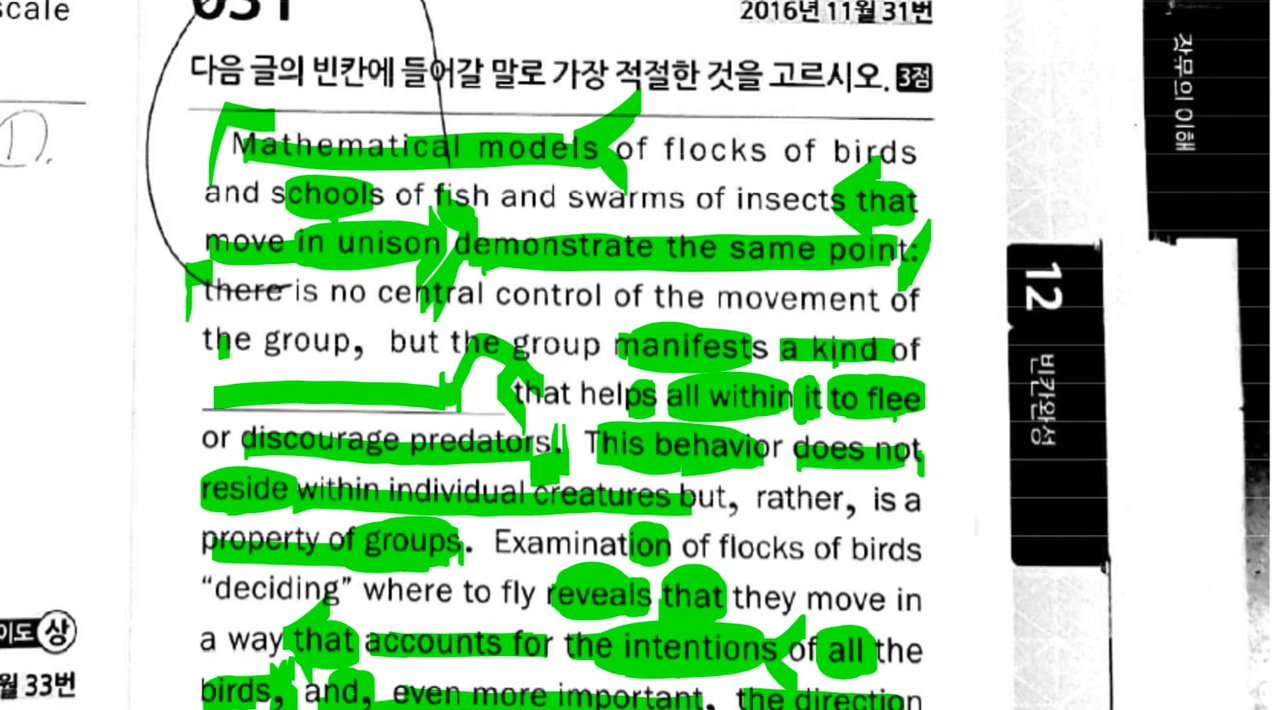 scale
031
2016년 11월 31번
다음 글의 빈칸에 들어갈 말로 가장 적절한 것을 고르시오. 3점
Mathematical models of flocks of birds
and schools of fish and swarms of insects that
move in unison demonstrate the same point:
there is no central control of the movement of
the group, but the group manifests a kind of
that helps all within it to flee
or discourage predators. This behavior does not
reside within individual creatures but, rather, is a
property of groups. Examination of flocks of birds
"deciding" where to fly reveals that they move in
a way that accounts for the intentions of all the
birds, and, even more important, the direction
이도 상
월 33번
12
빈칸완성